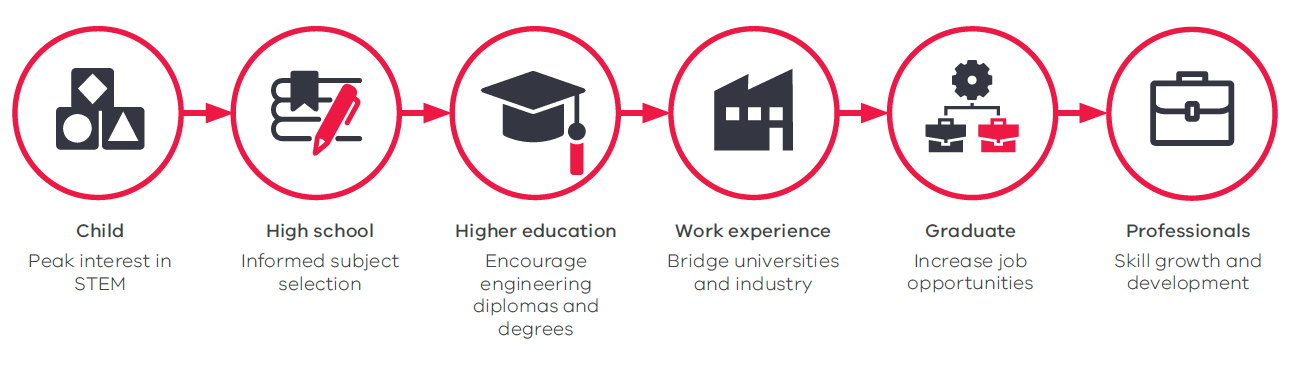 Child
Peak interest in
STEM
High school
Informed subject
selection
Higher education
Encourage
engineering
diplomas and
degrees
Work experience
Bridge universities
and industry
Graduate
Increase job
opportunities
Professionals
Skill growth and
development